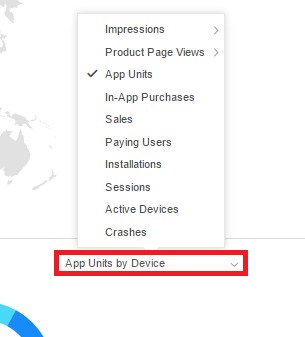 Impressions
Product Page Views
App Units
In-App Purchases
Sales
Paying Users
Installations
Sessions
Active Devices
Crashes
App Units by Device